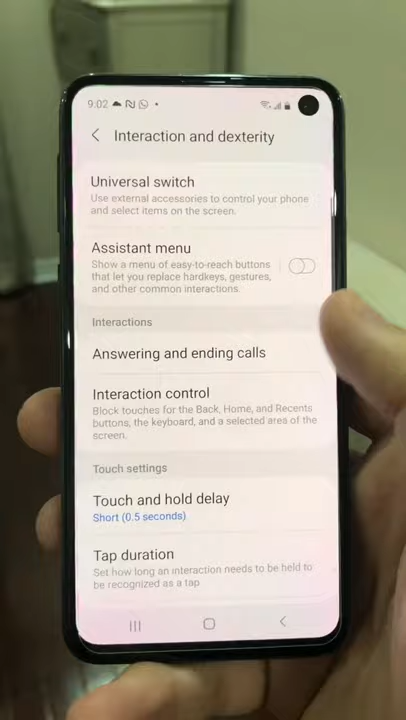 9:02
Interaction and dexterity
Universal switch
Use external accessories to control your phone
and select items on the screen.
Assistant menu
Show a menu of easy-to-reach buttons
that let you replace hardkeys, gestures,
and other common interactions.
Interactions
Answering and ending calls
Interaction control
Block touches for the Back, Home, and Recents
buttons, the keyboard, and a selected area of the
screen.
Touch settings
Touch and hold delay
Short (0.5 seconds)
Tap duration
Set how long an interaction needs to be held to
be recognized as a tap